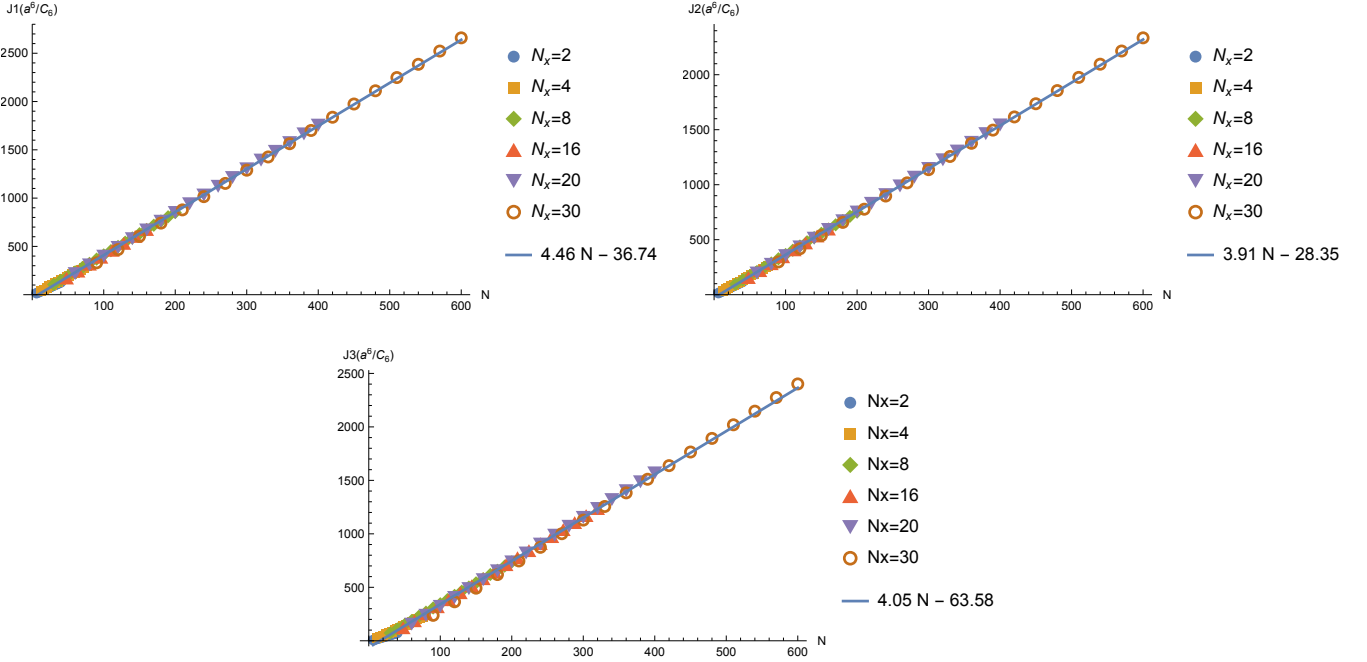 J1(a⁶/C₆)
2500
2000
1500
1000
500
100 200 300 400 500 600
N
Nₓ=2
Nₓ=4
Nₓ=8
Nₓ=16
Nₓ=20
Nₓ=30
4.46 N − 36.74
J2(a⁶/C₆)
2000
1500
1000
500
100 200 300 400 500 600
N
Nₓ=2
Nₓ=4
Nₓ=8
Nₓ=16
Nₓ=20
Nₓ=30
3.91 N − 28.35
J3(a⁶/C₆)
2500
2000
1500
1000
500
100 200 300 400 500 600
N
Nx=2
Nx=4
Nx=8
Nx=16
Nx=20
Nx=30
4.05 N − 63.58